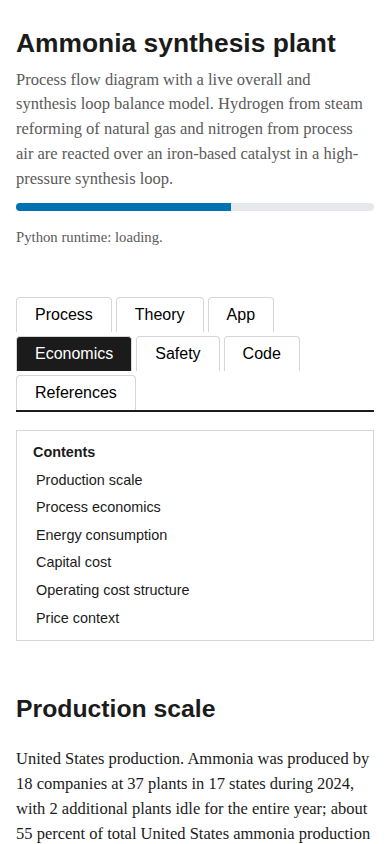 Ammonia synthesis plant
Process flow diagram with a live overall and
synthesis loop balance model. Hydrogen from steam
reforming of natural gas and nitrogen from process
air are reacted over an iron-based catalyst in a high-
pressure synthesis loop.
Python runtime: loading.
Process Theory App
Economics Safety Code
References
Contents
Production scale
Process economics
Energy consumption
Capital cost
Operating cost structure
Price context
Production scale
United States production. Ammonia was produced by
18 companies at 37 plants in 17 states during 2024,
with 2 additional plants idle for the entire year; about
55 percent of total United States ammonia production